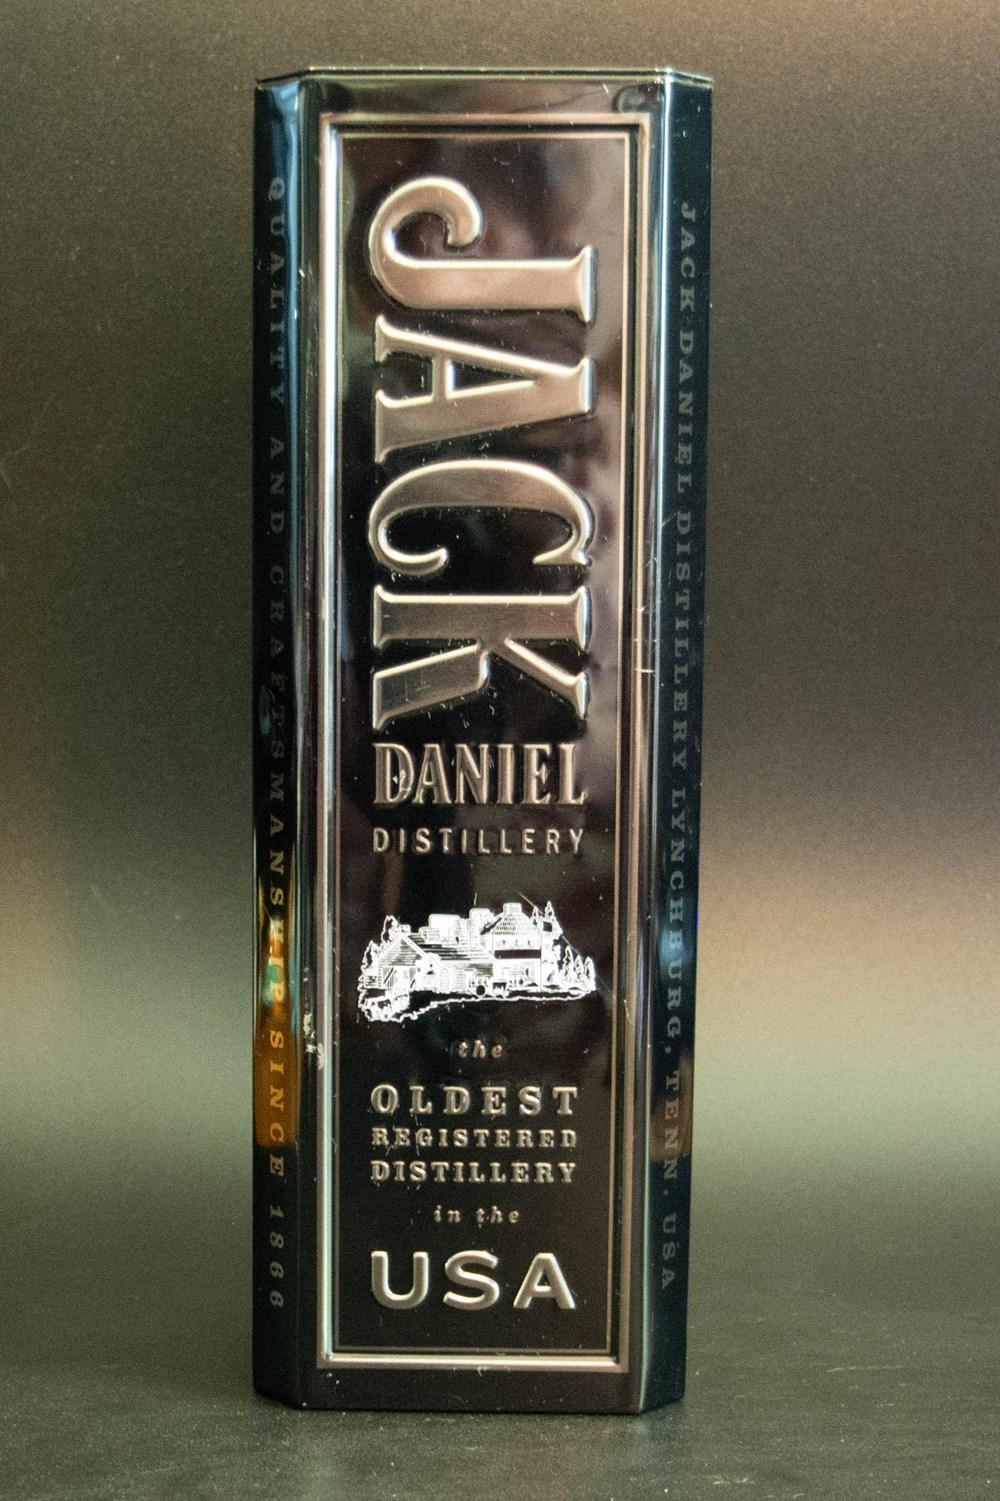 QUALITY AND CRAFTSMANSHIP SINCE 1866
JACK
DANIEL
DISTILLERY
the
OLDEST
REGISTERED
DISTILLERY
in the
USA
JACK DANIEL DISTILLERY LYNCHBURG, TENN. USA